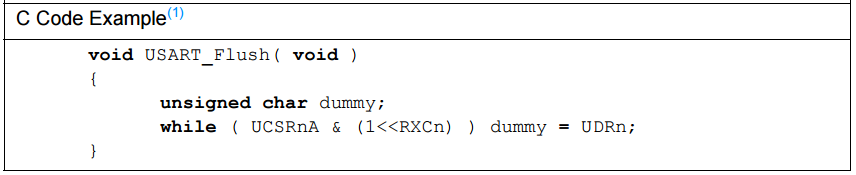 C Code Example(1)
void USART_Flush( void )
{
unsigned char dummy;
while ( UCSRnA & (1<<RXCn) ) dummy = UDRn;
}